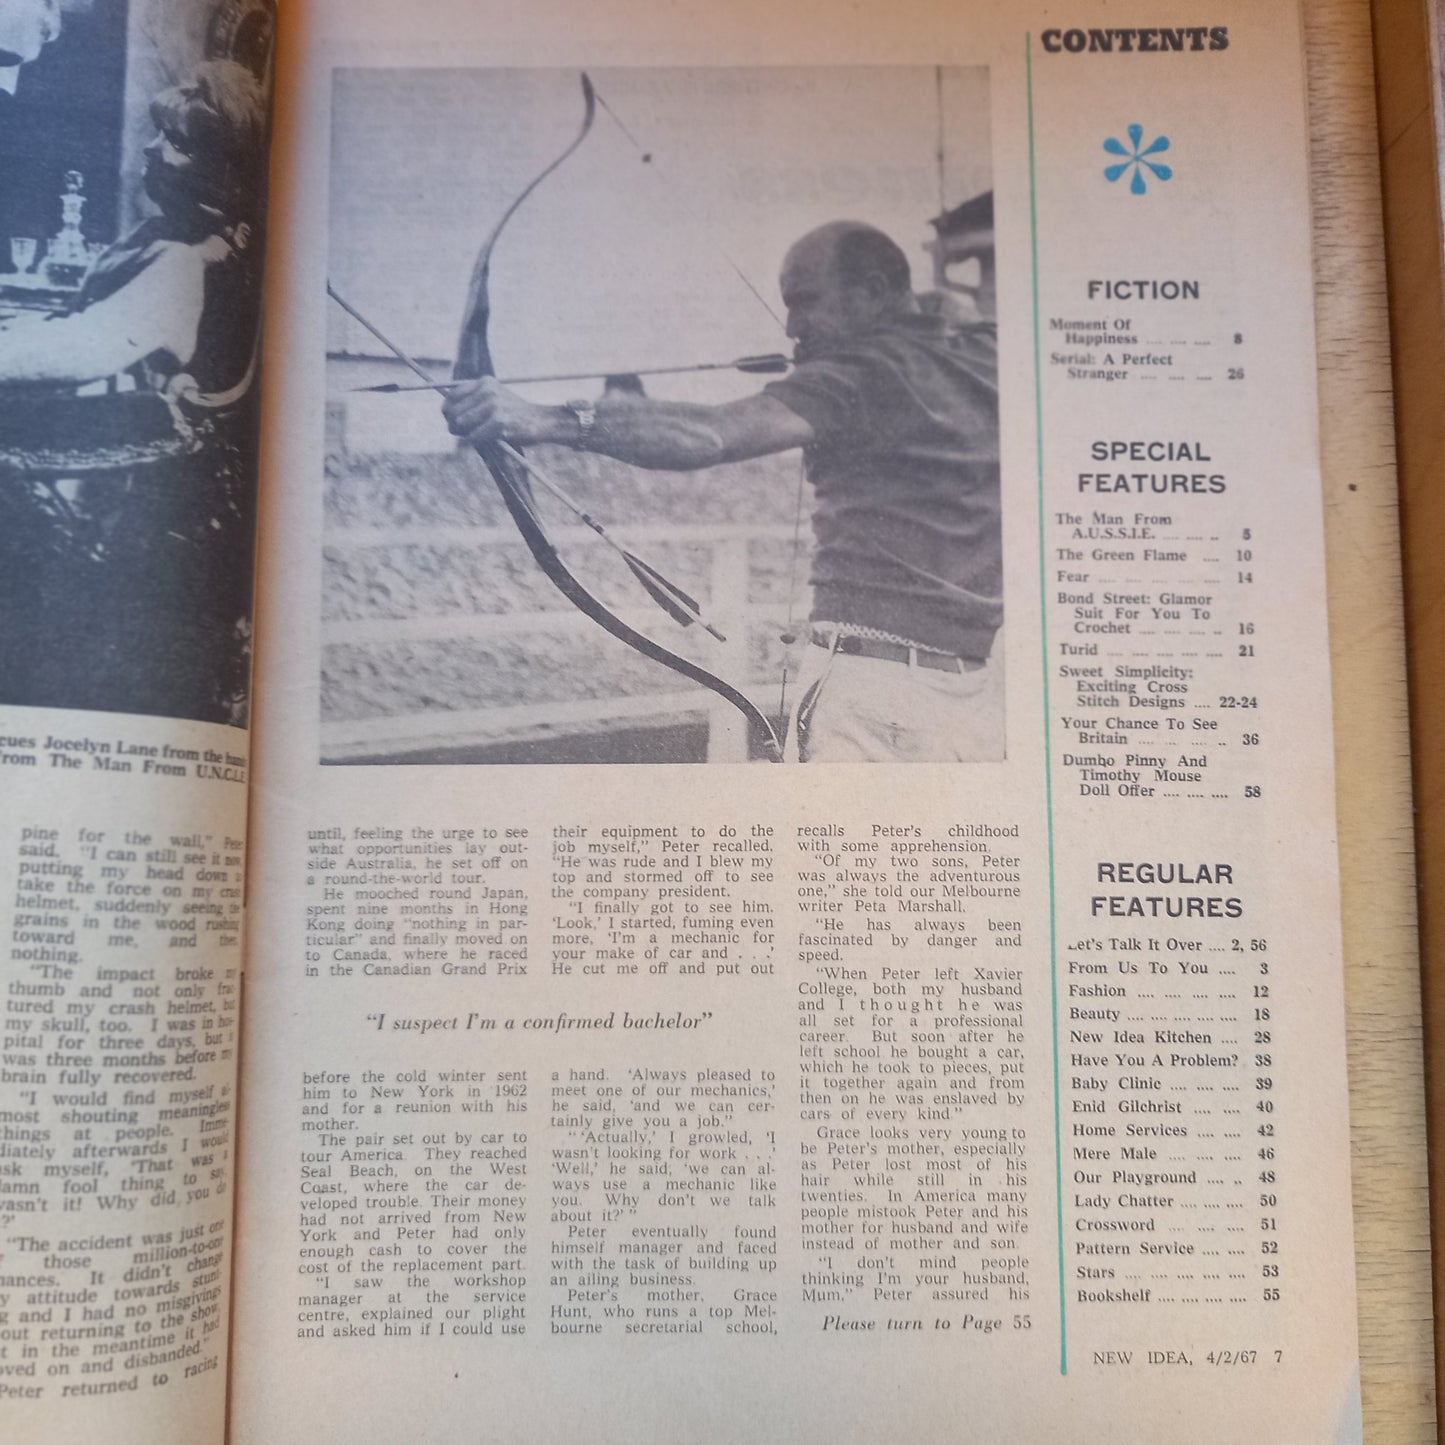 cues Jocelyn Lane from the hands
from The Man From U.N.C.L.E.
pine for the wall," Peter
said. "I can still see it now,
putting my head down to
take the force on my crash
helmet, suddenly seeing the
grains in the wood rushing
toward me, and then
nothing.
"The impact broke my
thumb and not only frac-
tured my crash helmet, but
my skull, too. I was in hos-
pital for three days, but it
was three months before my
brain fully recovered.
"I would find myself al-
most shouting meaningless
things at people. Imme-
diately afterwards I would
ask myself, 'That was a
damn fool thing to say,
wasn't it! Why did you do
?'
"The accident was just one
those million-to-one
hances. It didn't change
y attitude towards stunt-
g and I had no misgivings
out returning to the show,
t in the meantime it had
oved on and disbanded."
Peter returned to racing
until, feeling the urge to see
what opportunities lay out-
side Australia, he set off on
a round-the-world tour.
He mooched round Japan,
spent nine months in Hong
Kong doing "nothing in par-
ticular" and finally moved on
to Canada, where he raced
in the Canadian Grand Prix
before the cold winter sent
him to New York in 1962
and for a reunion with his
mother.
The pair set out by car to
tour America. They reached
Seal Beach, on the West
Coast, where the car de-
veloped trouble. Their money
had not arrived from New
York and Peter had only
enough cash to cover the
cost of the replacement part.
"I saw the workshop
manager at the service
centre, explained our plight
and asked him if I could use
their equipment to do the
job myself," Peter recalled.
"He was rude and I blew my
top and stormed off to see
the company president.
"I finally got to see him.
'Look,' I started, fuming even
more, 'I'm a mechanic for
your make of car and . . .'
He cut me off and put out
"I suspect I'm a confirmed bachelor"
a hand. 'Always pleased to
meet one of our mechanics,'
he said, 'and we can cer-
tainly give you a job.'
"'Actually,' I growled, 'I
wasn't looking for work . . .'
'Well,' he said, 'we can al-
ways use a mechanic like
you. Why don't we talk
about it?'"
Peter eventually found
himself manager and faced
with the task of building up
an ailing business.
Peter's mother, Grace
Hunt, who runs a top Mel-
bourne secretarial school,
recalls Peter's childhood
with some apprehension.
"Of my two sons, Peter
was always the adventurous
one," she told our Melbourne
writer Peta Marshall.
"He has always been
fascinated by danger and
speed.
"When Peter left Xavier
College, both my husband
and I thought he was
all set for a professional
career. But soon after he
left school he bought a car,
which he took to pieces, put
it together again and from
then on he was enslaved by
cars of every kind."
Grace looks very young to
be Peter's mother, especially
as Peter lost most of his
hair while still in his
twenties. In America many
people mistook Peter and his
mother for husband and wife
instead of mother and son.
"I don't mind people
thinking I'm your husband,
Mum," Peter assured his
Please turn to Page 55
CONTENTS
FICTION
Moment Of
Happiness .... .... .... 8
Serial: A Perfect
Stranger .... .... .... 26
SPECIAL
FEATURES
The Man From
A.U.S.S.I.E. .... .... .. 5
The Green Flame .... 10
Fear .... .... .... .... .... 14
Bond Street: Glamor
Suit For You To
Crochet .... .... .... .. 16
Turid .... .... .... .... .... 21
Sweet Simplicity:
Exciting Cross
Stitch Designs .... 22-24
Your Chance To See
Britain .... .... .... .. 36
Dumbo Pinny And
Timothy Mouse
Doll Offer .... .... .... 58
REGULAR
FEATURES
Let's Talk It Over .... 2, 56
From Us To You .... 3
Fashion .... .... .... .... 12
Beauty .... .... .... .... .... 18
New Idea Kitchen .... 28
Have You A Problem? 38
Baby Clinic .... .... .... 39
Enid Gilchrist .... .... 40
Home Services .... .... 42
Mere Male .... .... .... 46
Our Playground .... .. 48
Lady Chatter .... .... .... 50
Crossword .... .... .... 51
Pattern Service .... .... 52
Stars .... .... .... .... .... 53
Bookshelf .... .... .... .... 55
NEW IDEA, 4/2/67 7